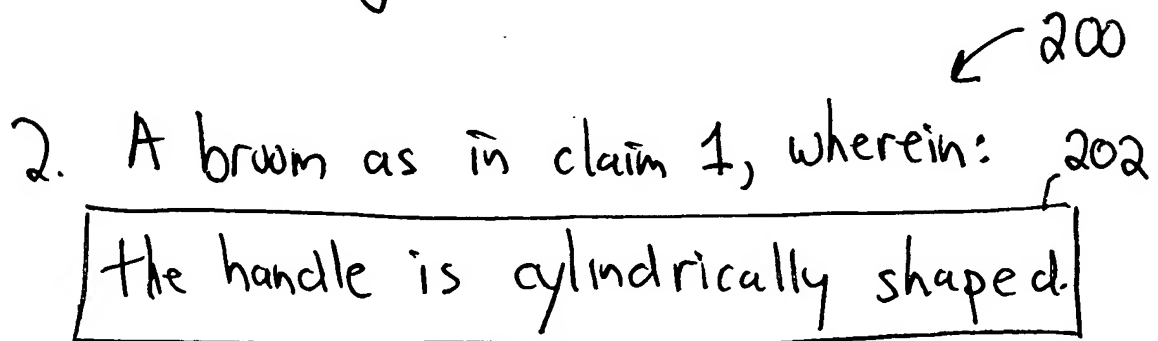 200
2. A broom as in claim 1, wherein:
202
the handle is cylindrically shaped.